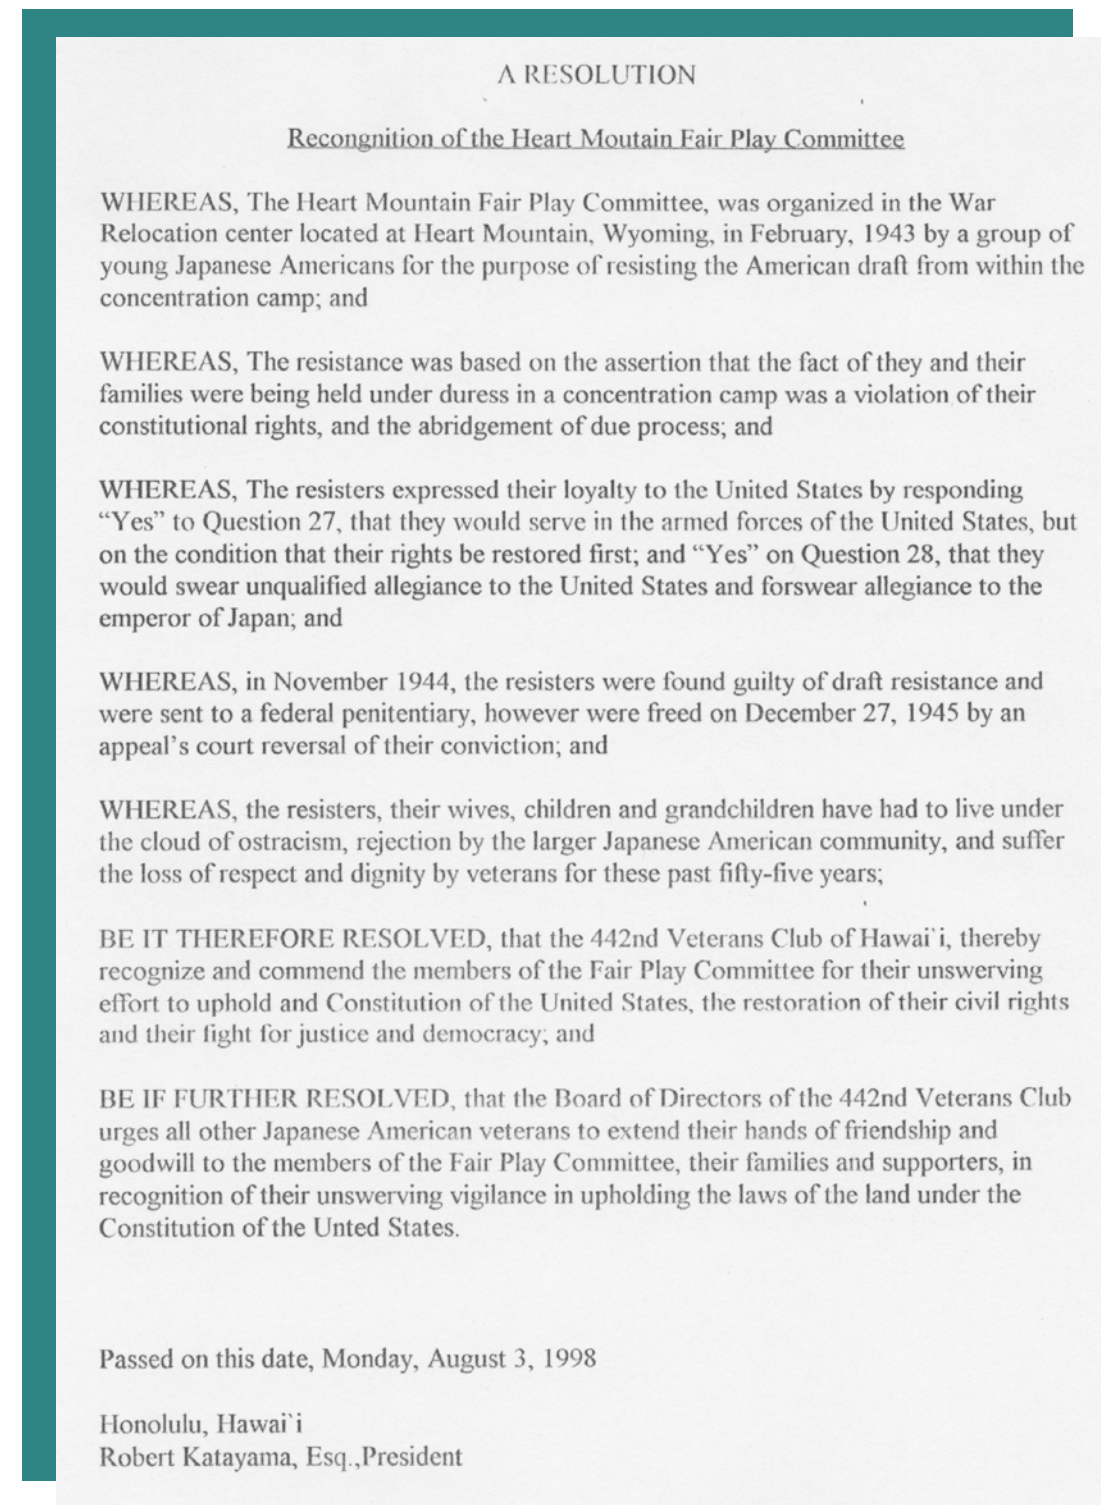 A RESOLUTION
Recongnition of the Heart Moutain Fair Play Committee
WHEREAS, The Heart Mountain Fair Play Committee, was organized in the War
Relocation center located at Heart Mountain, Wyoming, in February, 1943 by a group of
young Japanese Americans for the purpose of resisting the American draft from within the
concentration camp; and
WHEREAS, The resistance was based on the assertion that the fact of they and their
families were being held under duress in a concentration camp was a violation of their
constitutional rights, and the abridgement of due process; and
WHEREAS, The resisters expressed their loyalty to the United States by responding
“Yes” to Question 27, that they would serve in the armed forces of the United States, but
on the condition that their rights be restored first; and “Yes” on Question 28, that they
would swear unqualified allegiance to the United States and forswear allegiance to the
emperor of Japan; and
WHEREAS, in November 1944, the resisters were found guilty of draft resistance and
were sent to a federal penitentiary, however were freed on December 27, 1945 by an
appeal’s court reversal of their conviction; and
WHEREAS, the resisters, their wives, children and grandchildren have had to live under
the cloud of ostracism, rejection by the larger Japanese American community, and suffer
the loss of respect and dignity by veterans for these past fifty-five years;
BE IT THEREFORE RESOLVED, that the 442nd Veterans Club of Hawai`i, thereby
recognize and commend the members of the Fair Play Committee for their unswerving
effort to uphold and Constitution of the United States, the restoration of their civil rights
and their fight for justice and democracy; and
BE IF FURTHER RESOLVED, that the Board of Directors of the 442nd Veterans Club
urges all other Japanese American veterans to extend their hands of friendship and
goodwill to the members of the Fair Play Committee, their families and supporters, in
recognition of their unswerving vigilance in upholding the laws of the land under the
Constitution of the Unted States.
Passed on this date, Monday, August 3, 1998
Honolulu, Hawai`i
Robert Katayama, Esq.,President